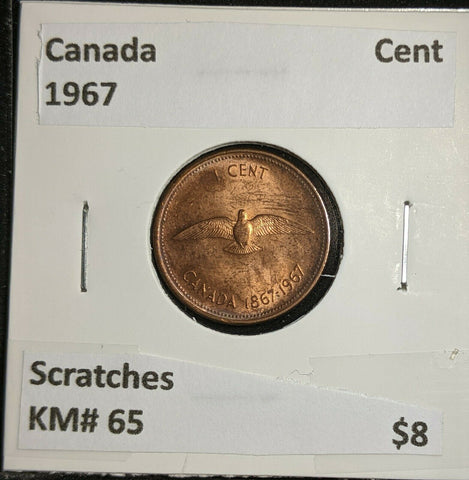 Canada Cent
1967
1 CENT
CANADA 1867-1967
Scratches
KM# 65 $8